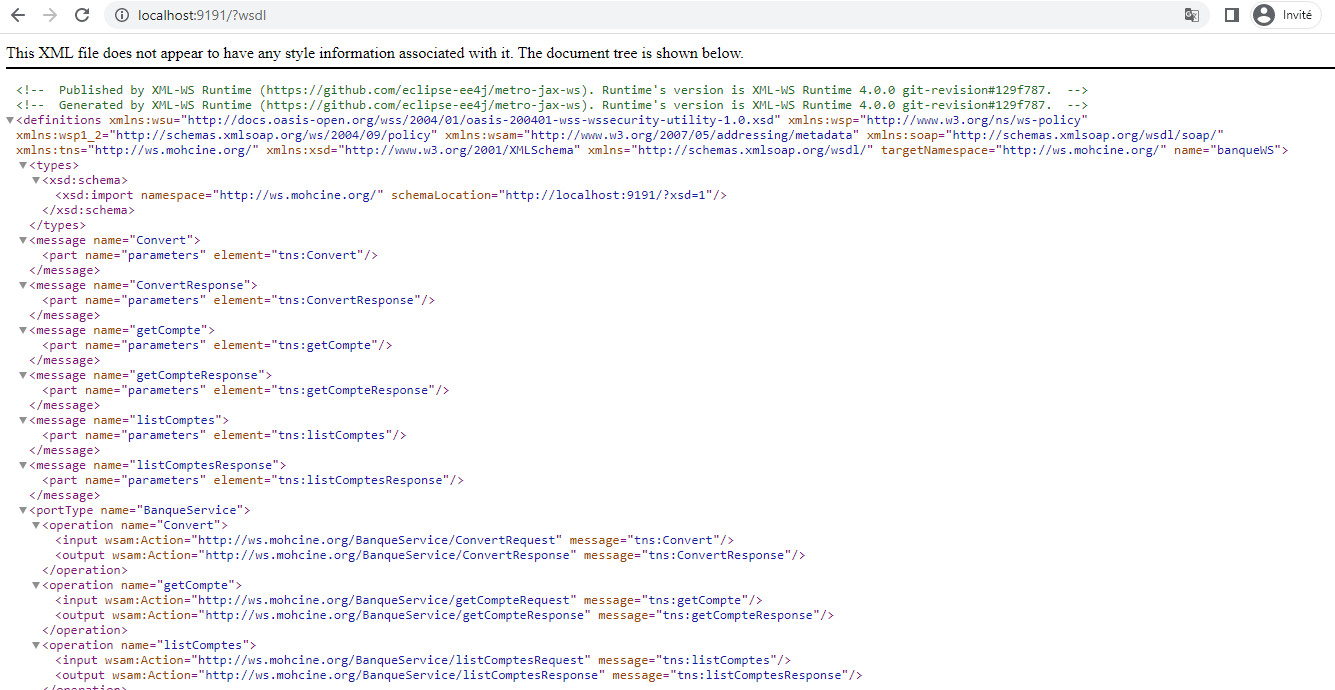 localhost:9191/?wsdl
Invité
This XML file does not appear to have any style information associated with it. The document tree is shown below.
<!-- Published by XML-WS Runtime (https://github.com/eclipse-ee4j/metro-jax-ws). Runtime's version is XML-WS Runtime 4.0.0 git-revision#129f787. -->
<!-- Generated by XML-WS Runtime (https://github.com/eclipse-ee4j/metro-jax-ws). Runtime's version is XML-WS Runtime 4.0.0 git-revision#129f787. -->
▼<definitions xmlns:wsu="http://docs.oasis-open.org/wss/2004/01/oasis-200401-wss-wssecurity-utility-1.0.xsd" xmlns:wsp="http://www.w3.org/ns/ws-policy"
xmlns:wsp1_2="http://schemas.xmlsoap.org/ws/2004/09/policy" xmlns:wsam="http://www.w3.org/2007/05/addressing/metadata" xmlns:soap="http://schemas.xmlsoap.org/wsdl/soap/"
xmlns:tns="http://ws.mohcine.org/" xmlns:xsd="http://www.w3.org/2001/XMLSchema" xmlns="http://schemas.xmlsoap.org/wsdl/" targetNamespace="http://ws.mohcine.org/" name="banqueWS">
▼<types>
▼<xsd:schema>
<xsd:import namespace="http://ws.mohcine.org/" schemaLocation="http://localhost:9191/?xsd=1"/>
</xsd:schema>
</types>
▼<message name="Convert">
<part name="parameters" element="tns:Convert"/>
</message>
▼<message name="ConvertResponse">
<part name="parameters" element="tns:ConvertResponse"/>
</message>
▼<message name="getCompte">
<part name="parameters" element="tns:getCompte"/>
</message>
▼<message name="getCompteResponse">
<part name="parameters" element="tns:getCompteResponse"/>
</message>
▼<message name="listComptes">
<part name="parameters" element="tns:listComptes"/>
</message>
▼<message name="listComptesResponse">
<part name="parameters" element="tns:listComptesResponse"/>
</message>
▼<portType name="BanqueService">
▼<operation name="Convert">
<input wsam:Action="http://ws.mohcine.org/BanqueService/ConvertRequest" message="tns:Convert"/>
<output wsam:Action="http://ws.mohcine.org/BanqueService/ConvertResponse" message="tns:ConvertResponse"/>
</operation>
▼<operation name="getCompte">
<input wsam:Action="http://ws.mohcine.org/BanqueService/getCompteRequest" message="tns:getCompte"/>
<output wsam:Action="http://ws.mohcine.org/BanqueService/getCompteResponse" message="tns:getCompteResponse"/>
</operation>
▼<operation name="listComptes">
<input wsam:Action="http://ws.mohcine.org/BanqueService/listComptesRequest" message="tns:listComptes"/>
<output wsam:Action="http://ws.mohcine.org/BanqueService/listComptesResponse" message="tns:listComptesResponse"/>
</operation>